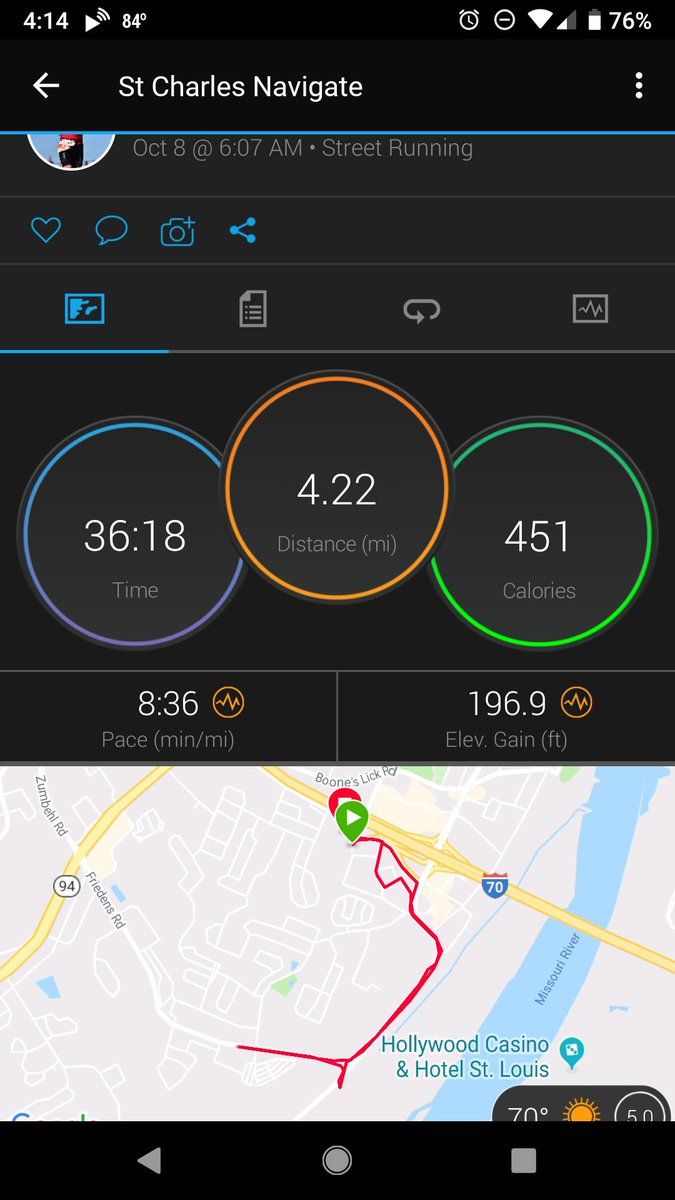 4:14 84° 76%
St Charles Navigate
Oct 8 @ 6:07 AM • Street Running
4.22
Distance (mi)
36:18
Time
451
Calories
8:36
Pace (min/mi)
196.9
Elev. Gain (ft)
Boone's Lick Rd
Zumbehl Rd
94
Friedens Rd
70
Missouri River
Hollywood Casino
& Hotel St. Louis
70°
5.0
Google